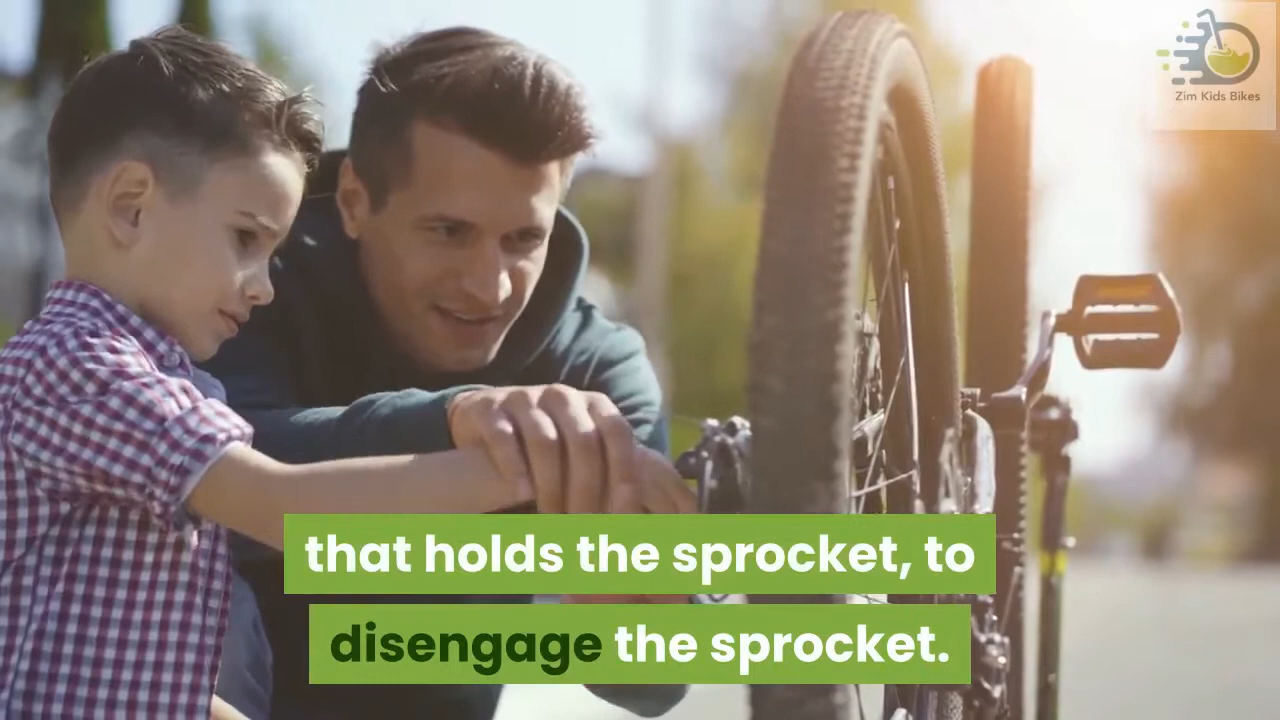 Zim Kids Bikes
that holds the sprocket, to
disengage the sprocket.